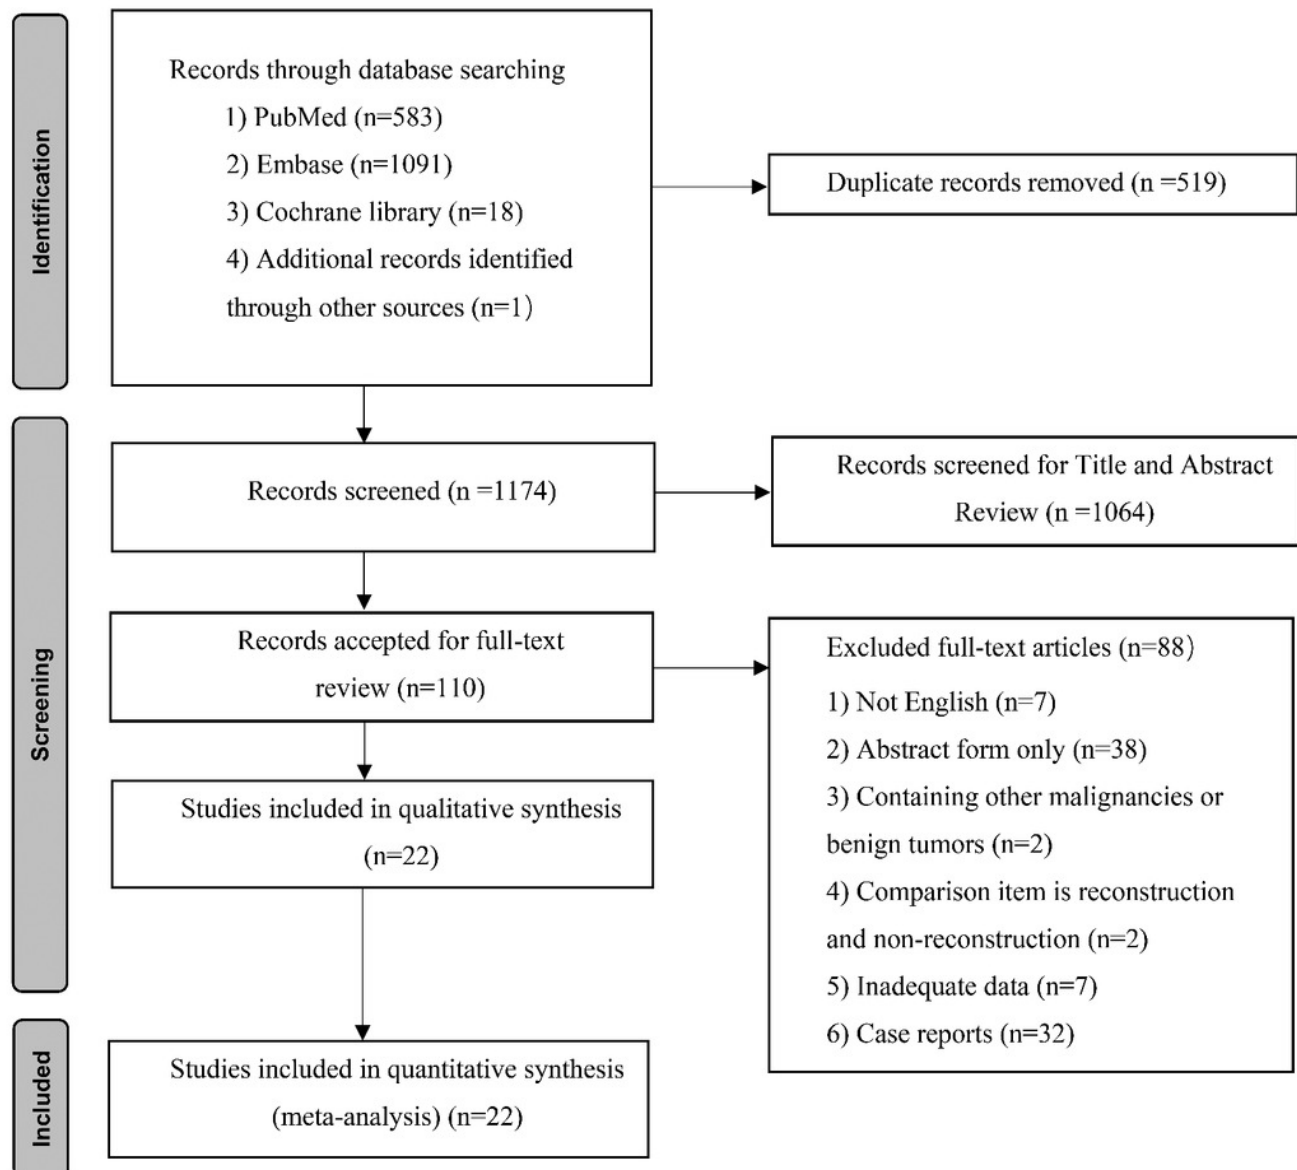 Identification
Records through database searching
1) PubMed (n=583)
2) Embase (n=1091)
3) Cochrane library (n=18)
4) Additional records identified
through other sources (n=1)
Duplicate records removed (n =519)
Screening
Records screened (n =1174)
Records screened for Title and Abstract
Review (n =1064)
Records accepted for full-text
review (n=110)
Excluded full-text articles (n=88)
1) Not English (n=7)
2) Abstract form only (n=38)
3) Containing other malignancies or
benign tumors (n=2)
4) Comparison item is reconstruction
and non-reconstruction (n=2)
5) Inadequate data (n=7)
6) Case reports (n=32)
Studies included in qualitative synthesis
(n=22)
Included
Studies included in quantitative synthesis
(meta-analysis) (n=22)